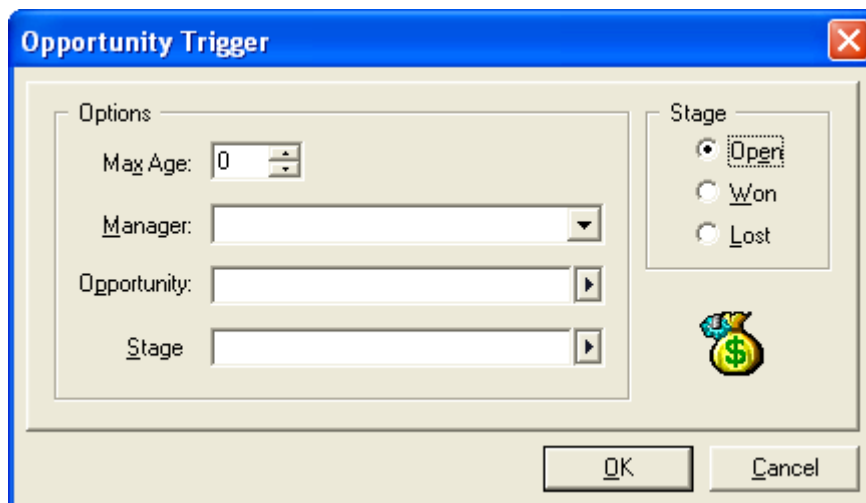 Opportunity Trigger
Options
Max Age: 0
Manager:
Opportunity:
Stage
Stage
Open
Won
Lost
$
OK
Cancel